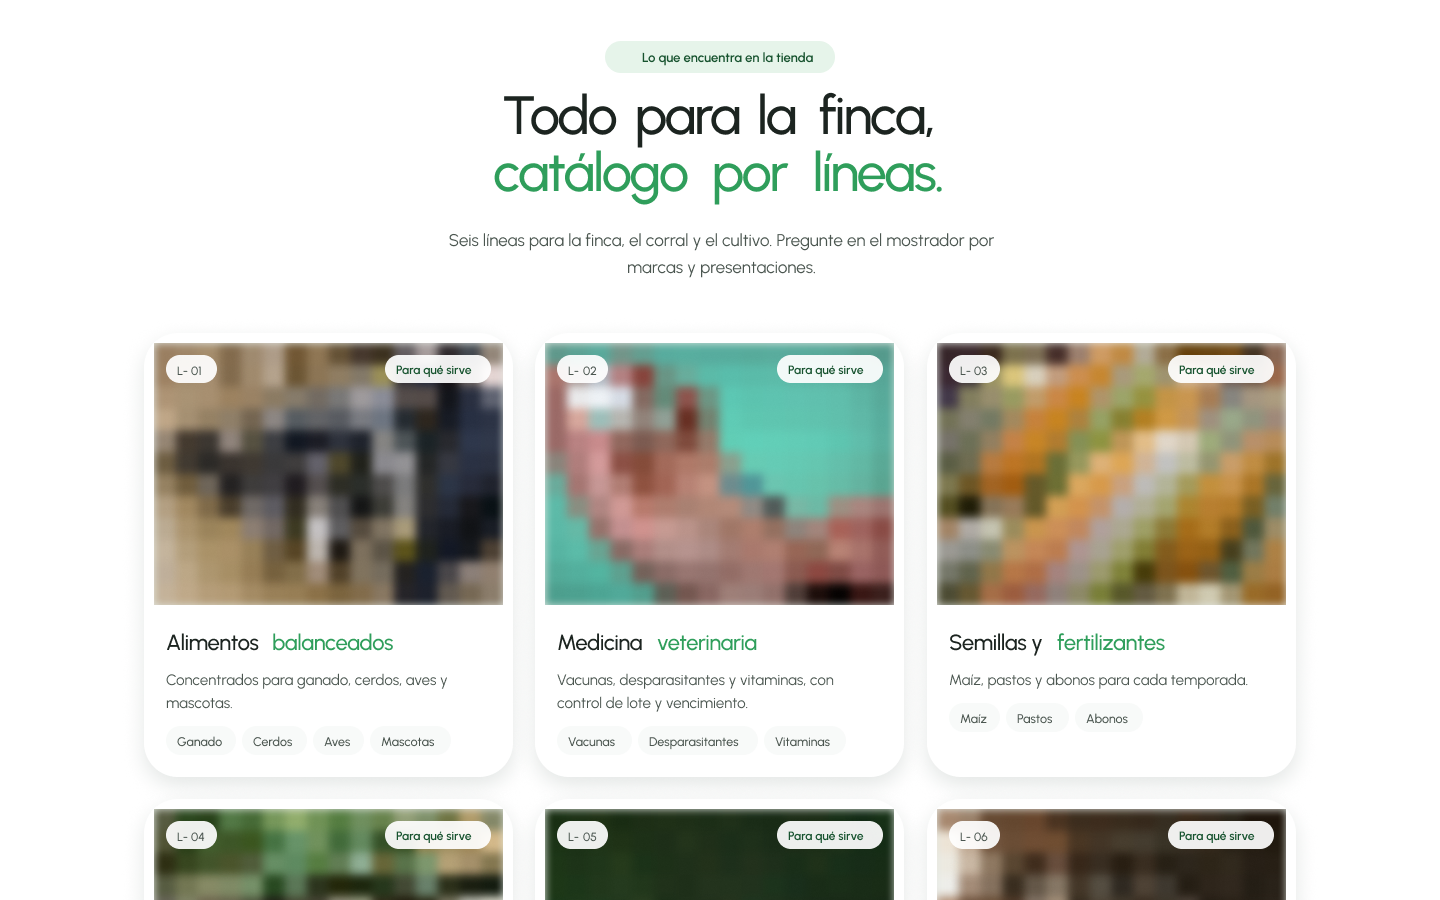 Lo que encuentra en la tienda
Todo para la finca,
catálogo por líneas.
Seis líneas para la finca, el corral y el cultivo. Pregunte en el mostrador por
marcas y presentaciones.
L- 01
Para qué sirve
Alimentos balanceados
Concentrados para ganado, cerdos, aves y
mascotas.
Ganado Cerdos Aves Mascotas
L- 02
Para qué sirve
Medicina veterinaria
Vacunas, desparasitantes y vitaminas, con
control de lote y vencimiento.
Vacunas Desparasitantes Vitaminas
L- 03
Para qué sirve
Semillas y fertilizantes
Maíz, pastos y abonos para cada temporada.
Maíz Pastos Abonos
L- 04
Para qué sirve
L- 05
Para qué sirve
L- 06
Para qué sirve